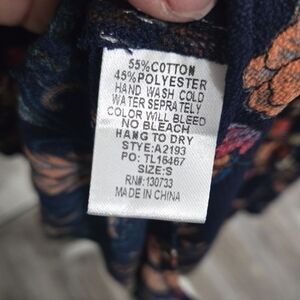 55%COTTON
45%POLYESTER
HAND WASH COLD
WATER SEPRATELY
COLOR WILL BLEED
NO BLEACH
HANG TO DRY
STYE:A2193
PO: TL16467
SIZE:S
RN#:130733
MADE IN CHINA